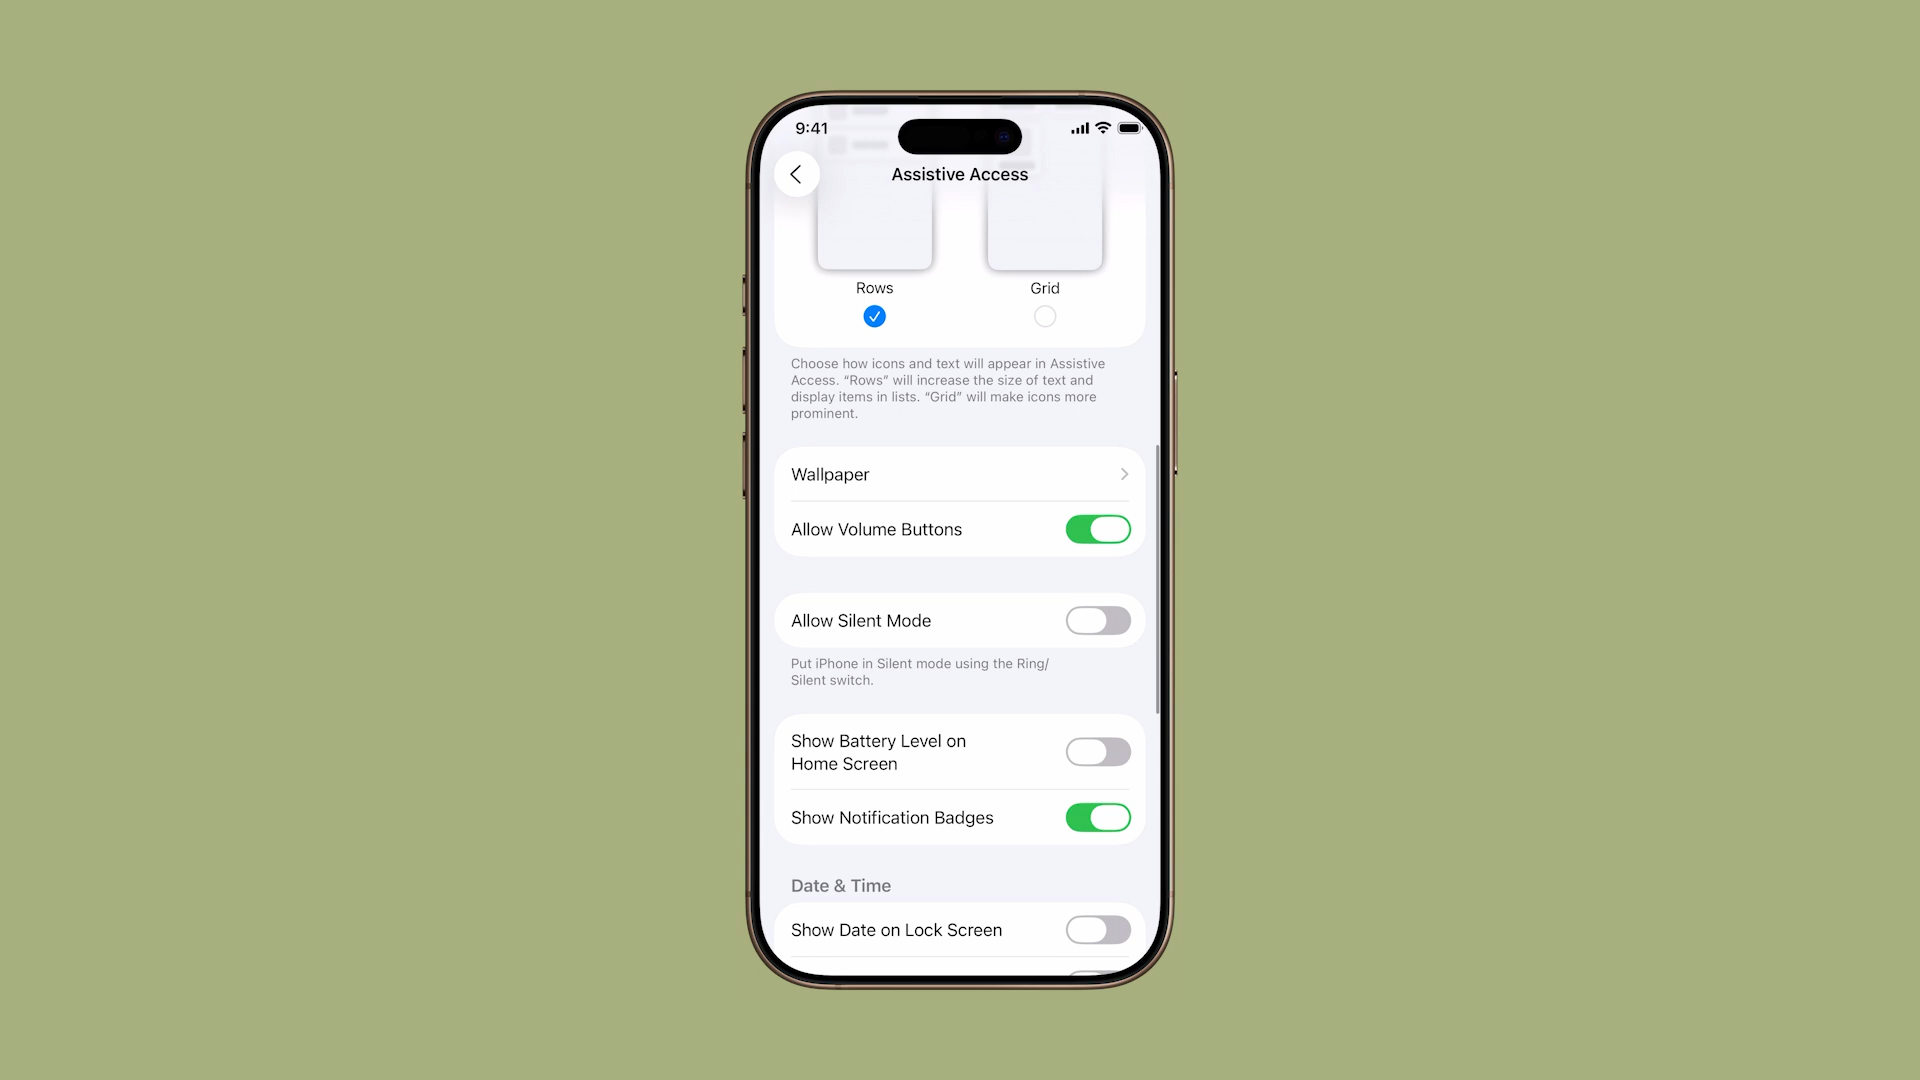 9:41
Assistive Access
Rows
Grid
Choose how icons and text will appear in Assistive
Access. “Rows” will increase the size of text and
display items in lists. “Grid” will make icons more
prominent.
Wallpaper
Allow Volume Buttons
Allow Silent Mode
Put iPhone in Silent mode using the Ring/
Silent switch.
Show Battery Level on
Home Screen
Show Notification Badges
Date & Time
Show Date on Lock Screen